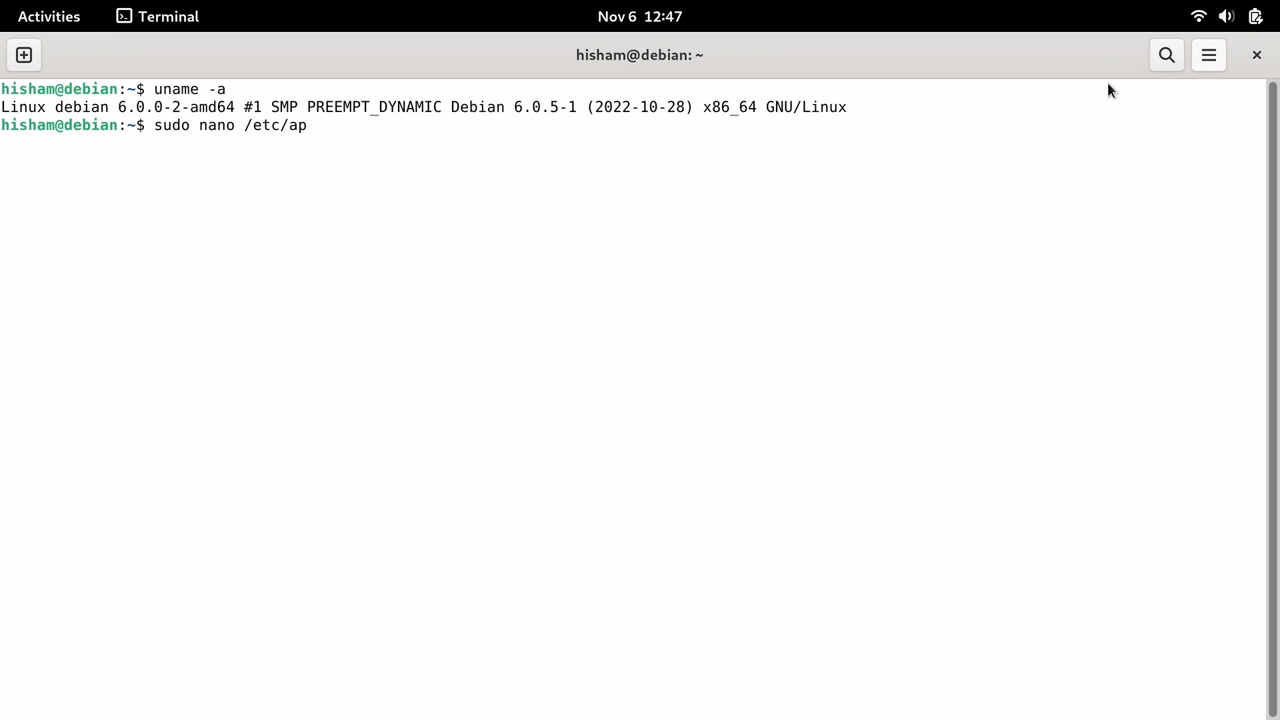 Activities Terminal Nov 6 12:47
hisham@debian: ~
hisham@debian:~$ uname -a
Linux debian 6.0.0-2-amd64 #1 SMP PREEMPT_DYNAMIC Debian 6.0.5-1 (2022-10-28) x86_64 GNU/Linux
hisham@debian:~$ sudo nano /etc/ap